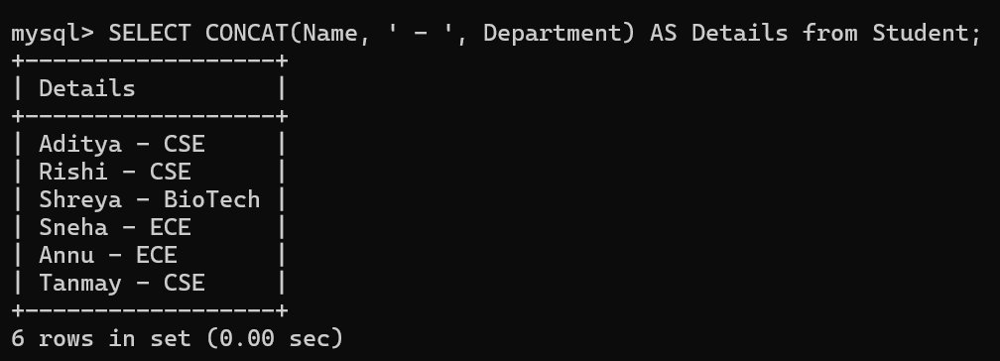 mysql> SELECT CONCAT(Name, ' - ', Department) AS Details from Student;
+------------------+
| Details          |
+------------------+
| Aditya - CSE     |
| Rishi - CSE      |
| Shreya - BioTech |
| Sneha - ECE      |
| Annu - ECE       |
| Tanmay - CSE     |
+------------------+
6 rows in set (0.00 sec)